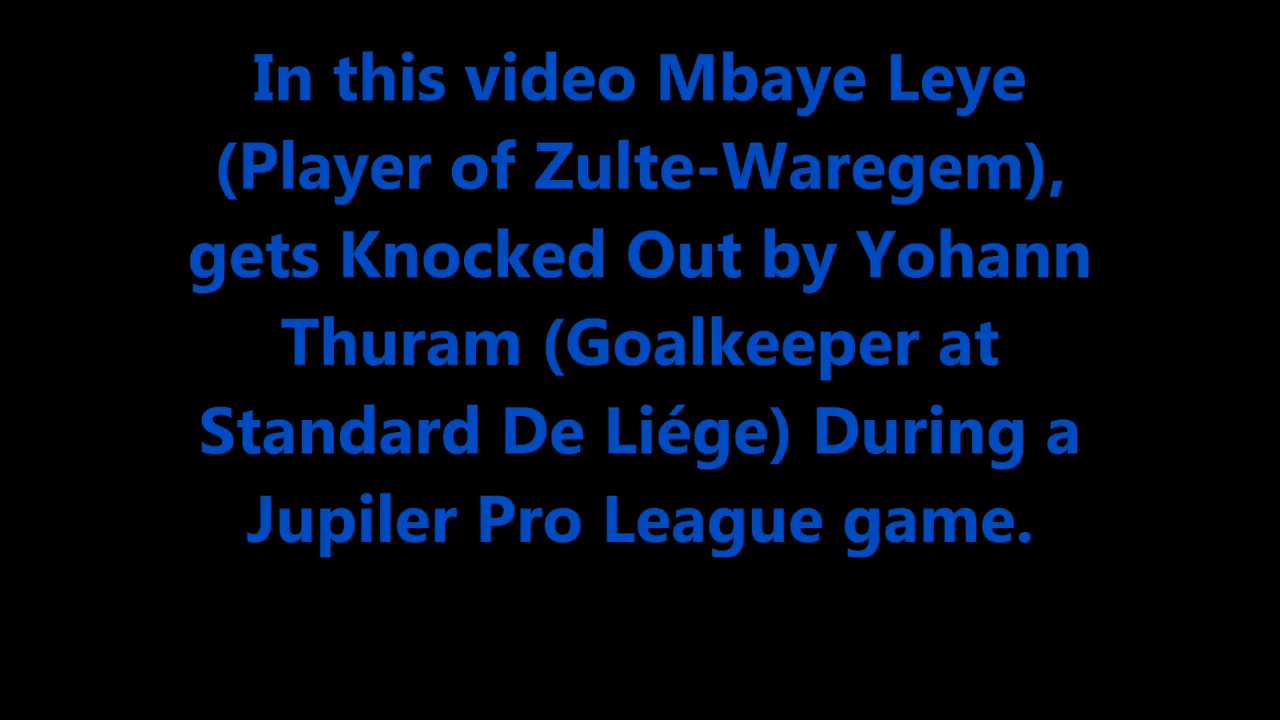 In this video Mbaye Leye
(Player of Zulte-Waregem),
gets Knocked Out by Yohann
Thuram (Goalkeeper at
Standard De Liége) During a
Jupiler Pro League game.